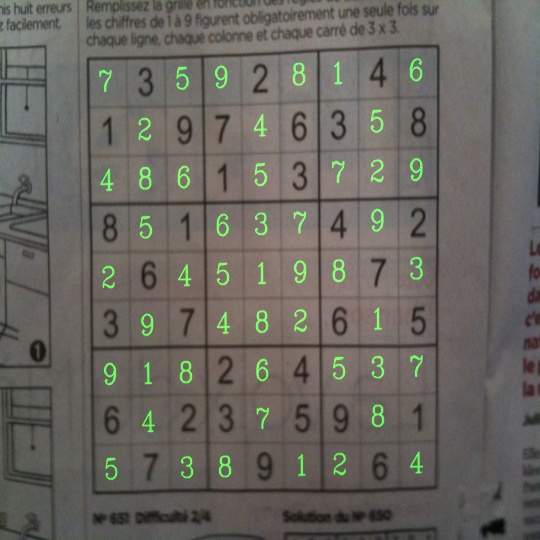 nis huit erreurs
z facilement.
Remplissez la grille en fonction des règles
les chiffres de 1 à 9 figurent obligatoirement une seule fois sur
chaque ligne, chaque colonne et chaque carré de 3 x 3.
7 3 5 9 2 8 1 4 6
1 2 9 7 4 6 3 5 8
4 8 6 1 5 3 7 2 9
8 5 1 6 3 7 4 9 2
2 6 4 5 1 9 8 7 3
3 9 7 4 8 2 6 1 5
9 1 8 2 6 4 5 3 7
6 4 2 3 7 5 9 8 1
5 7 3 8 9 1 2 6 4
1
N° 651 Difficulté 2/4
Solution du N° 650